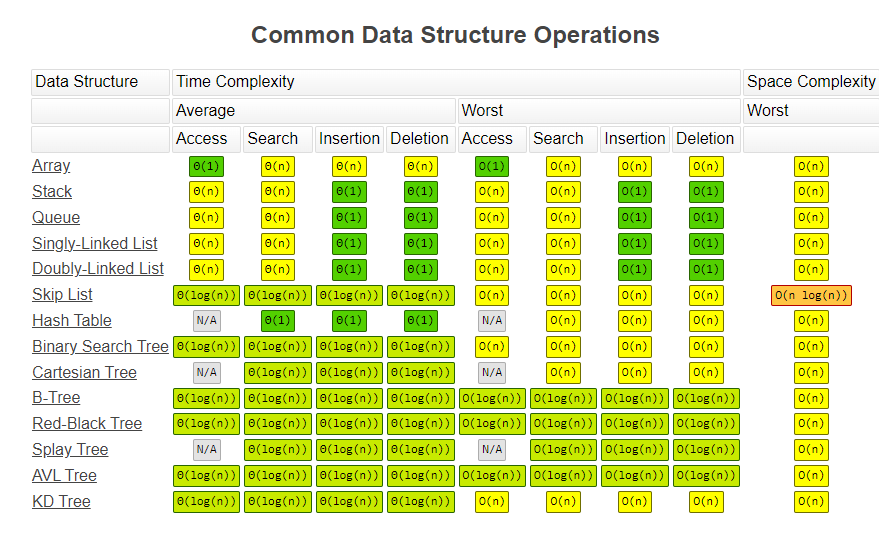 Common Data Structure Operations
Data Structure Time Complexity Space Complexity
Average Worst Worst
Access Search Insertion Deletion Access Search Insertion Deletion
Array Θ(1) Θ(n) Θ(n) Θ(n) O(1) O(n) O(n) O(n) O(n)
Stack Θ(n) Θ(n) Θ(1) Θ(1) O(n) O(n) O(1) O(1) O(n)
Queue Θ(n) Θ(n) Θ(1) Θ(1) O(n) O(n) O(1) O(1) O(n)
Singly-Linked List Θ(n) Θ(n) Θ(1) Θ(1) O(n) O(n) O(1) O(1) O(n)
Doubly-Linked List Θ(n) Θ(n) Θ(1) Θ(1) O(n) O(n) O(1) O(1) O(n)
Skip List Θ(log(n)) Θ(log(n)) Θ(log(n)) Θ(log(n)) O(n) O(n) O(n) O(n) O(n log(n))
Hash Table N/A Θ(1) Θ(1) Θ(1) N/A O(n) O(n) O(n) O(n)
Binary Search Tree Θ(log(n)) Θ(log(n)) Θ(log(n)) Θ(log(n)) O(n) O(n) O(n) O(n) O(n)
Cartesian Tree N/A Θ(log(n)) Θ(log(n)) Θ(log(n)) N/A O(n) O(n) O(n) O(n)
B-Tree Θ(log(n)) Θ(log(n)) Θ(log(n)) Θ(log(n)) O(log(n)) O(log(n)) O(log(n)) O(log(n)) O(n)
Red-Black Tree Θ(log(n)) Θ(log(n)) Θ(log(n)) Θ(log(n)) O(log(n)) O(log(n)) O(log(n)) O(log(n)) O(n)
Splay Tree N/A Θ(log(n)) Θ(log(n)) Θ(log(n)) N/A O(log(n)) O(log(n)) O(log(n)) O(n)
AVL Tree Θ(log(n)) Θ(log(n)) Θ(log(n)) Θ(log(n)) O(log(n)) O(log(n)) O(log(n)) O(log(n)) O(n)
KD Tree Θ(log(n)) Θ(log(n)) Θ(log(n)) Θ(log(n)) O(n) O(n) O(n) O(n) O(n)